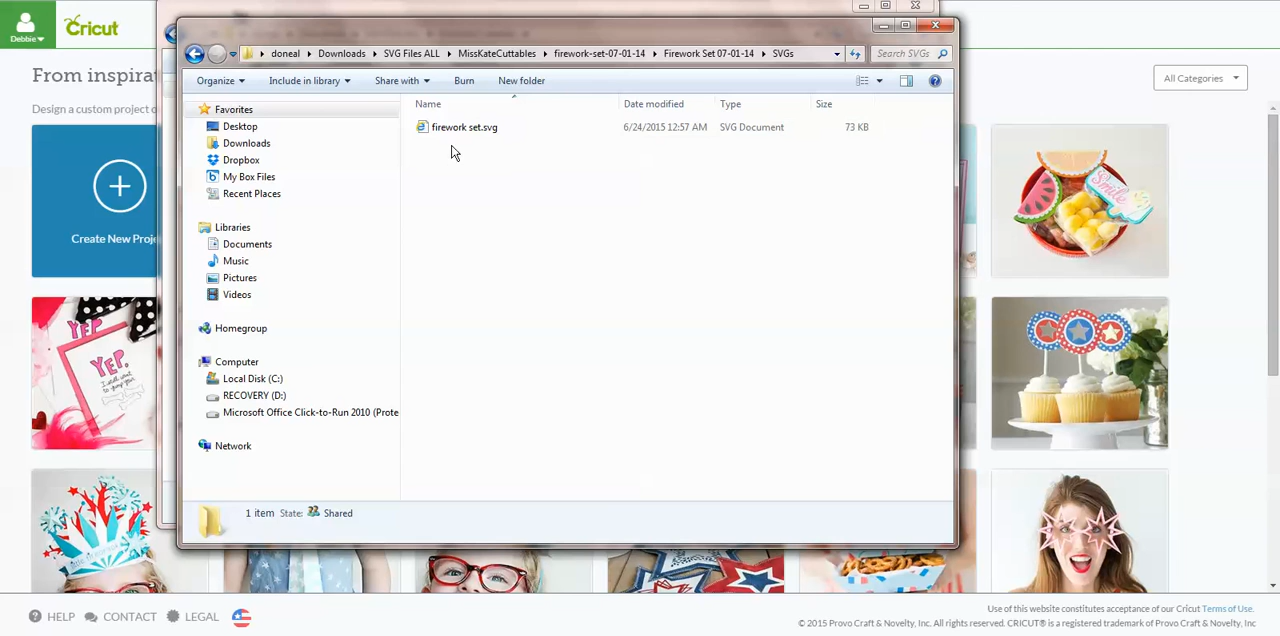 Debbie
Cricut
From inspira
Design a custom project o
All Categories
Create New Proje
doneal
Downloads
SVG Files ALL
MissKateCuttables
firework-set-07-01-14
Firework Set 07-01-14
SVGs
Search SVGs
Organize
Include in library
Share with
Burn
New folder
Favorites
Desktop
Downloads
Dropbox
My Box Files
Recent Places
Libraries
Documents
Music
Pictures
Videos
Homegroup
Computer
Local Disk (C:)
RECOVERY (D:)
Microsoft Office Click-to-Run 2010 (Prote
Network
Name
Date modified
Type
Size
firework set.svg
6/24/2015 12:57 AM
SVG Document
73 KB
1 item
State:
Shared
Smile
YEP.
YEP.
HELP
CONTACT
LEGAL
Use of this website constitutes acceptance of our Cricut Terms of Use.
© 2015 Provo Craft & Novelty, Inc. All rights reserved. CRICUT® is a registered trademark of Provo Craft & Novelty, Inc